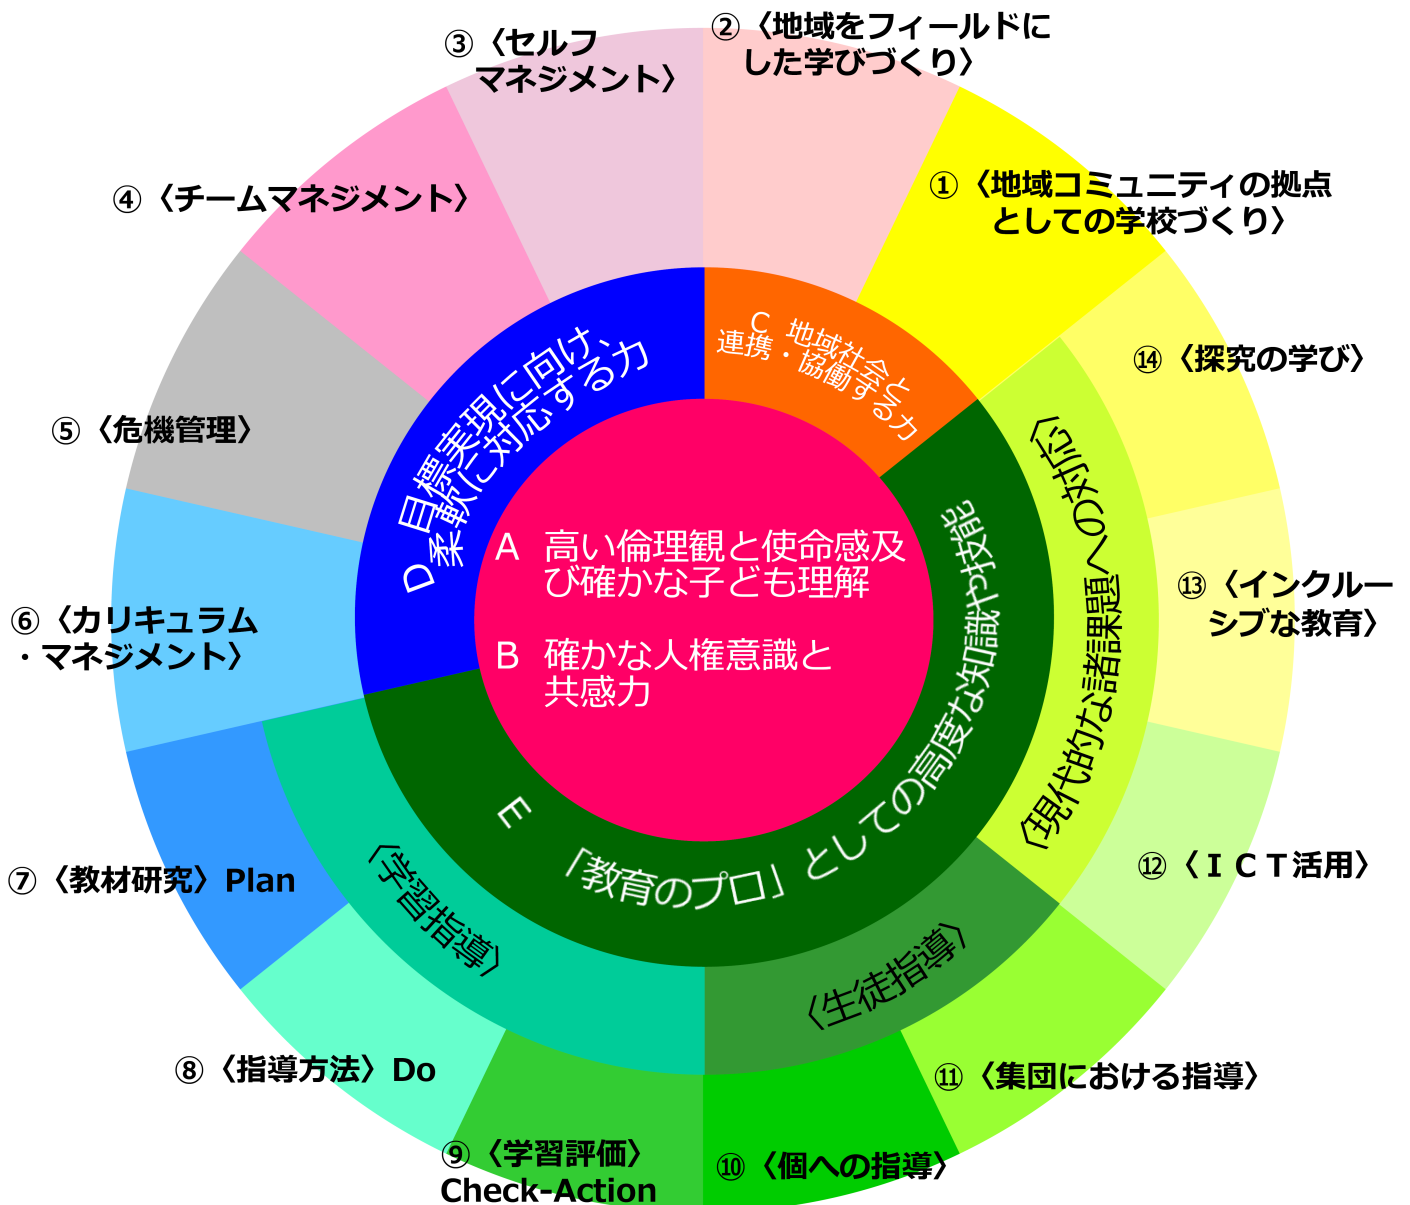 ②〈地域をフィールドに
した学びづくり〉
③〈セルフ
マネジメント〉
①〈地域コミュニティの拠点
としての学校づくり〉
④〈チームマネジメント〉
⑭〈探究の学び〉
⑤〈危機管理〉
⑬〈インクルー
シブな教育〉
⑥〈カリキュラム
・マネジメント〉
⑫〈ＩＣＴ活用〉
⑦〈教材研究〉Plan
⑪〈集団における指導〉
⑧〈指導方法〉Do
⑩〈個への指導〉
⑨〈学習評価〉
Check-Action
C 地域社会と
連携・協働する力
D 目標実現に向け、
柔軟に対応する力
A 高い倫理観と使命感及
び確かな子ども理解
B 確かな人権意識と
共感力
E 「教育のプロ」としての高度な知識や技能
〈現代的な諸課題への対応〉
〈生徒指導〉
〈学習指導〉